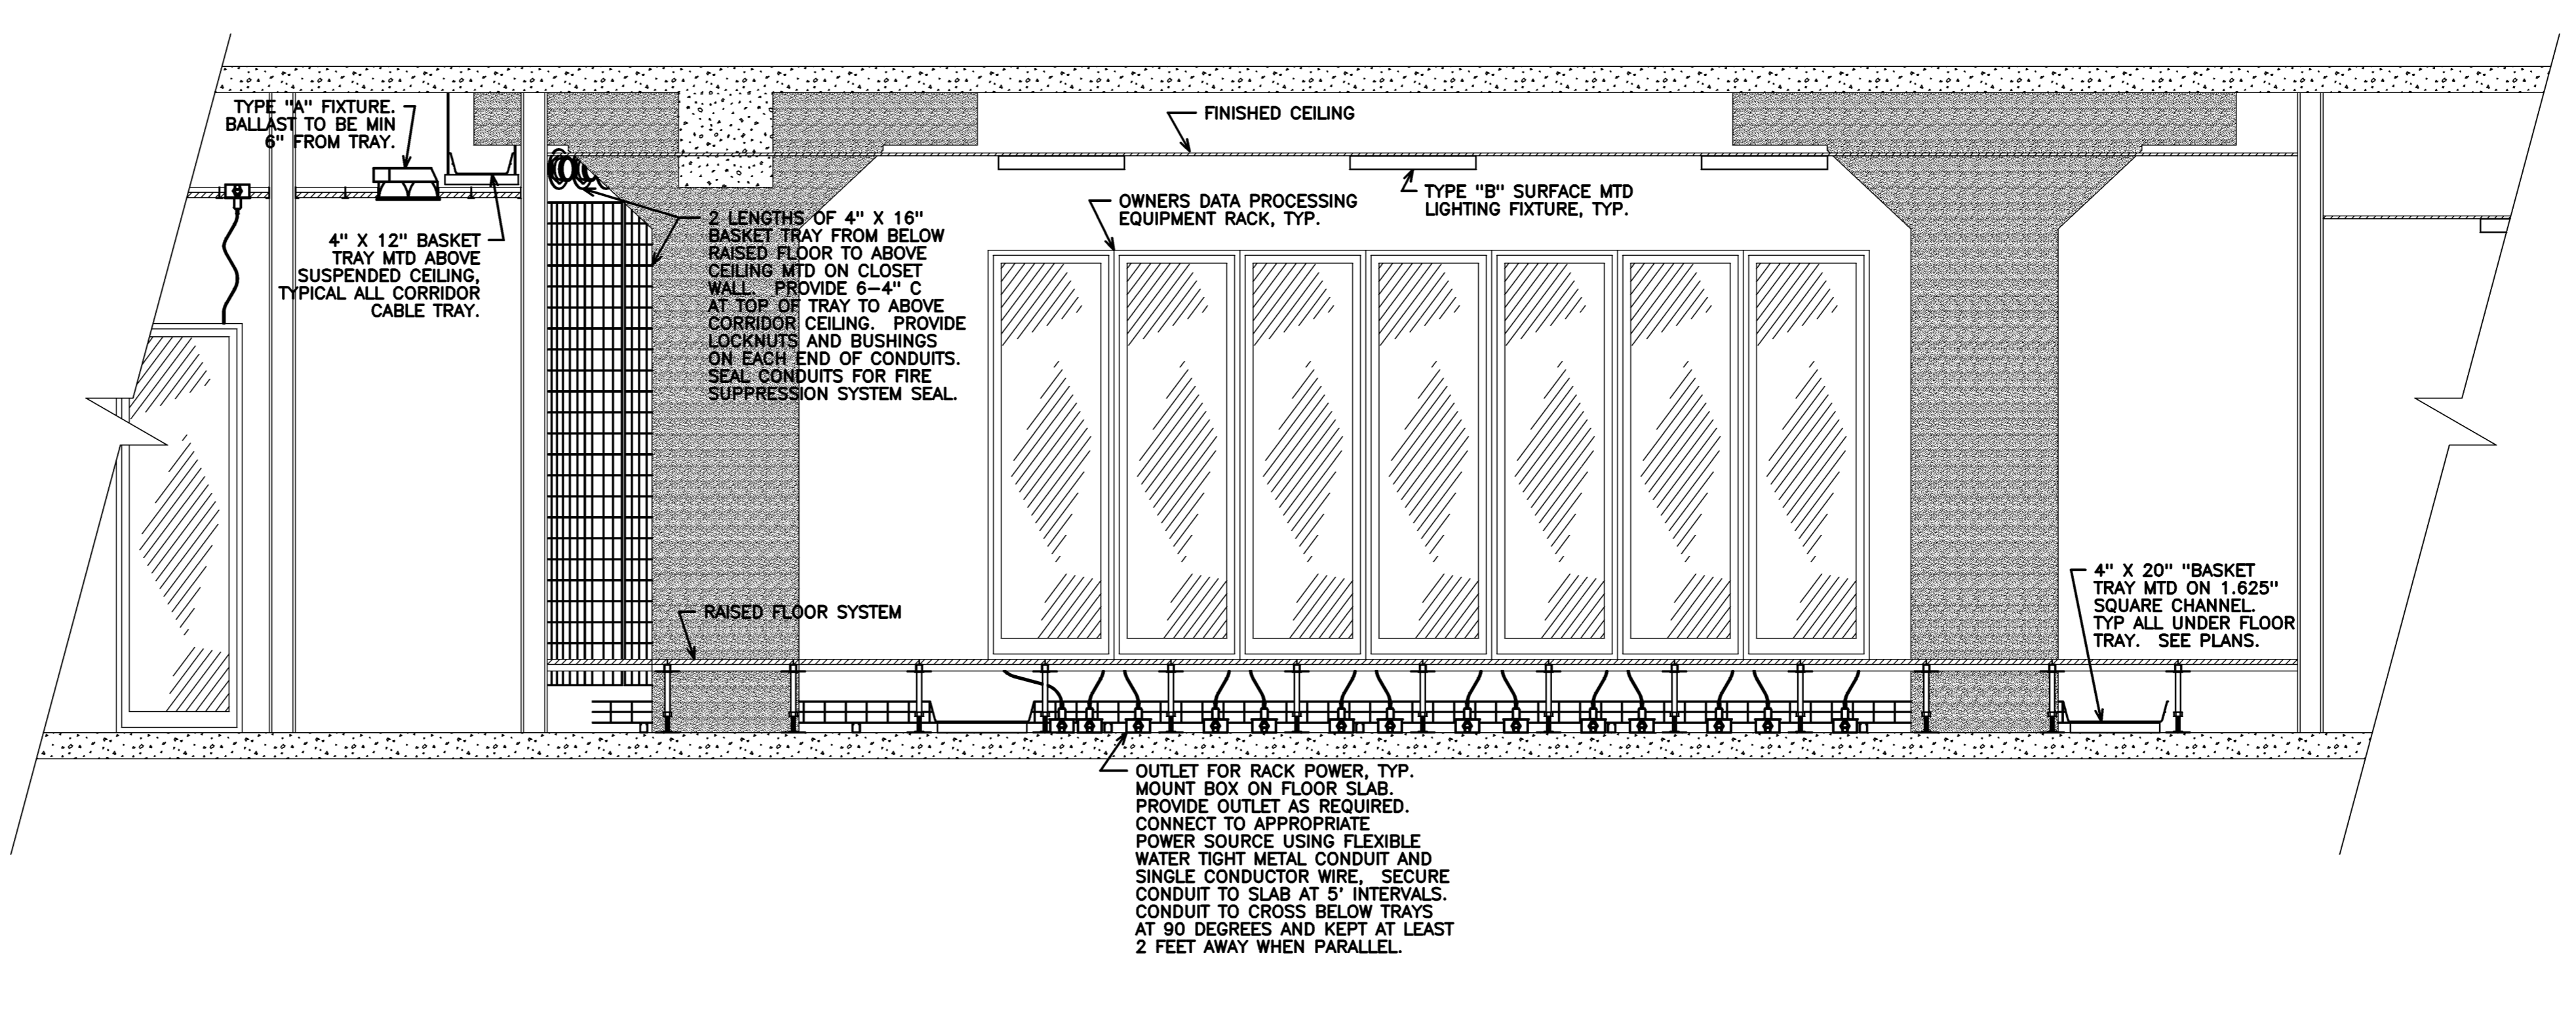 TYPE "A" FIXTURE.
BALLAST TO BE MIN
6" FROM TRAY.
4" X 12" BASKET
TRAY MTD ABOVE
SUSPENDED CEILING,
TYPICAL ALL CORRIDOR
CABLE TRAY.
2 LENGTHS OF 4" X 16"
BASKET TRAY FROM BELOW
RAISED FLOOR TO ABOVE
CEILING MTD ON CLOSET
WALL. PROVIDE 6-4" C
AT TOP OF TRAY TO ABOVE
CORRIDOR CEILING. PROVIDE
LOCKNUTS AND BUSHINGS
ON EACH END OF CONDUITS.
SEAL CONDUITS FOR FIRE
SUPPRESSION SYSTEM SEAL.
FINISHED CEILING
OWNERS DATA PROCESSING
EQUIPMENT RACK, TYP.
TYPE "B" SURFACE MTD
LIGHTING FIXTURE, TYP.
RAISED FLOOR SYSTEM
4" X 20" "BASKET
TRAY MTD ON 1.625"
SQUARE CHANNEL.
TYP ALL UNDER FLOOR
TRAY. SEE PLANS.
OUTLET FOR RACK POWER, TYP.
MOUNT BOX ON FLOOR SLAB.
PROVIDE OUTLET AS REQUIRED.
CONNECT TO APPROPRIATE
POWER SOURCE USING FLEXIBLE
WATER TIGHT METAL CONDUIT AND
SINGLE CONDUCTOR WIRE, SECURE
CONDUIT TO SLAB AT 5' INTERVALS.
CONDUIT TO CROSS BELOW TRAYS
AT 90 DEGREES AND KEPT AT LEAST
2 FEET AWAY WHEN PARALLEL.